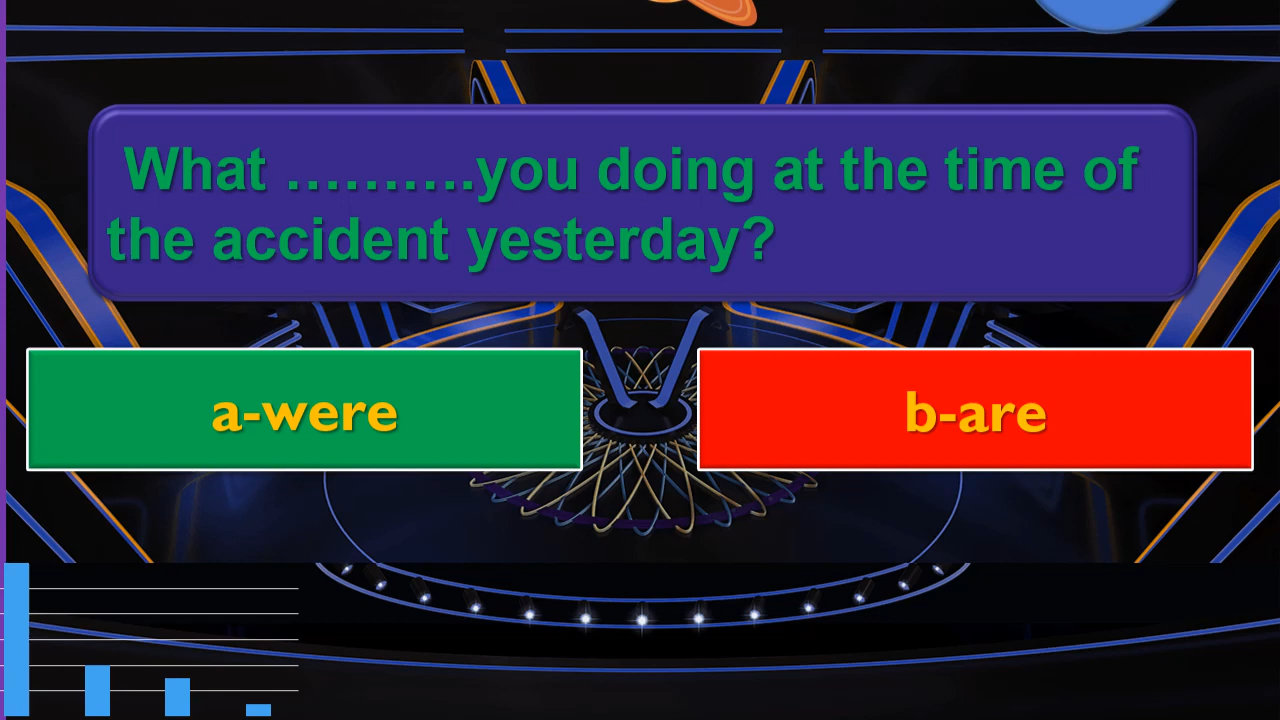 What ……….you doing at the time of
the accident yesterday?
a-were
b-are